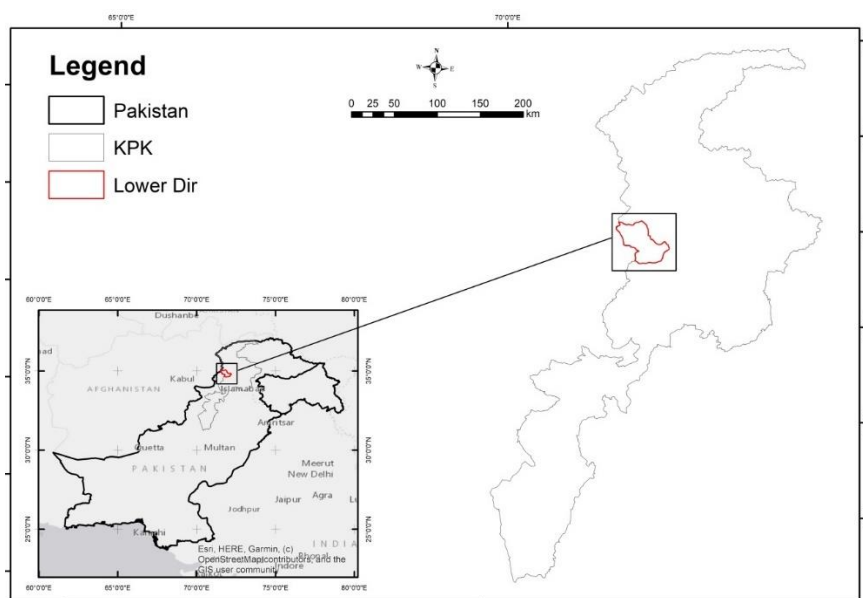 65°0'0"E 70°0'0"E
Legend
Pakistan
KPK
Lower Dir
N
W E
S
0 25 50 100 150 200
km
60°0'0"E 65°0'0"E 70°0'0"E 75°0'0"E 80°0'0"E
Dushanbe
35°0'0"N
30°0'0"N
25°0'0"N
ad
Kabul
AFGHANISTAN
Islamabad
Amritsar
Quetta
Multan
PAKISTAN
Meerut
New Delhi
Jaipur
Agra
Jodhpur
Karachi
INDI
Bhopal
Indore
Esri, HERE, Garmin, (c)
OpenStreetMap contributors, and the
GIS user communit
35°0'0"N
30°0'0"N
25°0'0"N
60°0'0"E 65°0'0"E 70°0'0"E 75°0'0"E 80°0'0"E